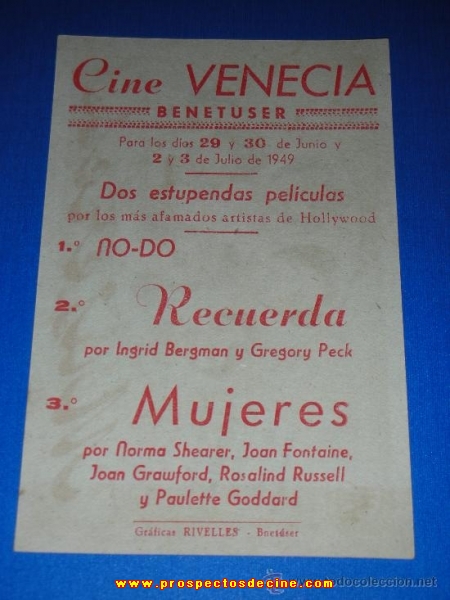 Cine VENECIA
BENETUSER
Para los días 29 y 30 de Junio y
2 y 3 de Julio de 1949
Dos estupendas películas
por los más afamados artistas de Hollywood
1.º NO-DO
2.º Recuerda
por Ingrid Bergman y Gregory Peck
3.º Mujeres
por Norma Shearer, Joan Fontaine,
Joan Grawford, Rosalind Russell
y Paulette Goddard
Gráficas RIVELLES - Bnetdser
www.prospectosdecine.com
todocoleccion.net